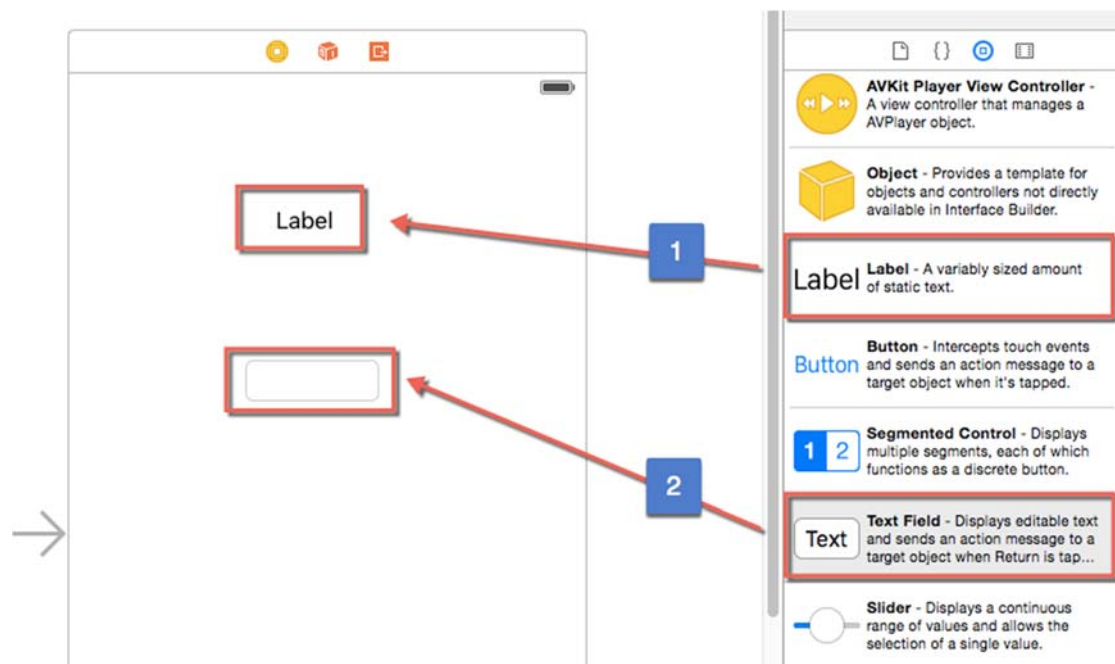 Label
1
2
AVKit Player View Controller -
A view controller that manages a
AVPlayer object.
Object - Provides a template for
objects and controllers not directly
available in Interface Builder.
Label
Label - A variably sized amount
of static text.
Button
Button - Intercepts touch events
and sends an action message to a
target object when it's tapped.
1 2
Segmented Control - Displays
multiple segments, each of which
functions as a discrete button.
Text
Text Field - Displays editable text
and sends an action message to a
target object when Return is tap...
Slider - Displays a continuous
range of values and allows the
selection of a single value.